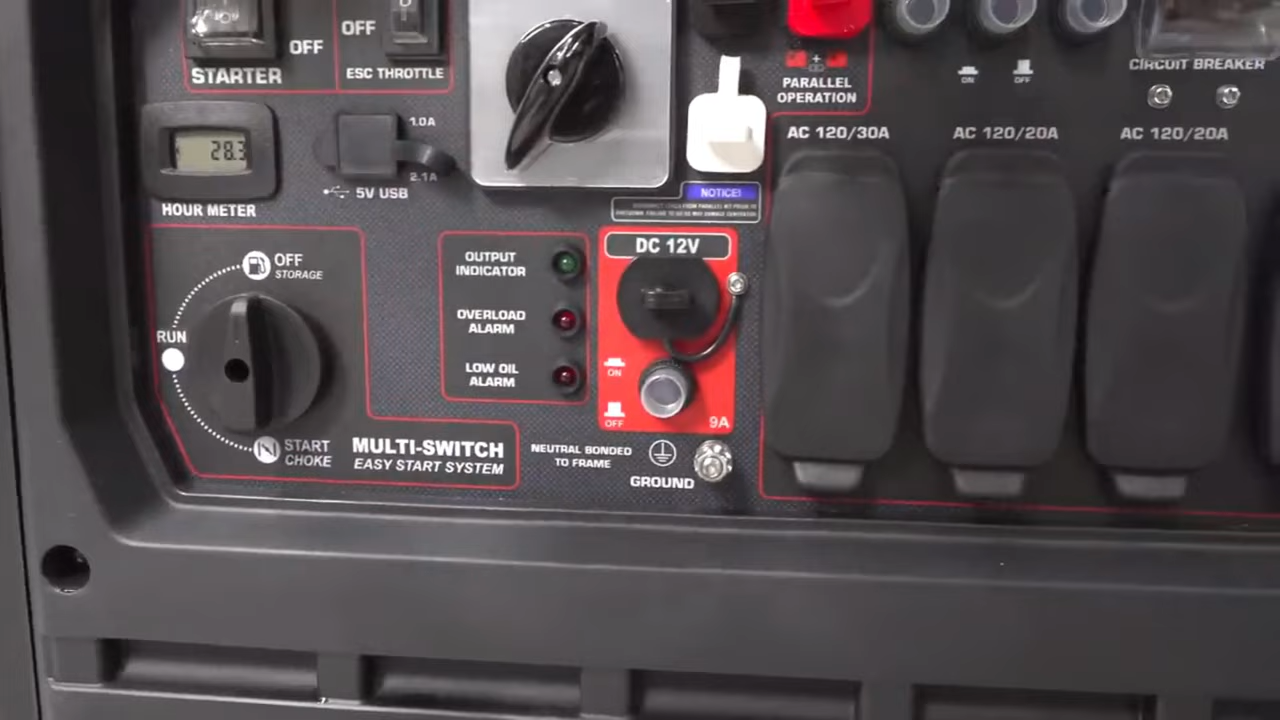 OFF
STARTER
OFF
ESC THROTTLE
PARALLEL
OPERATION
ON
OFF
CIRCUIT BREAKER
28.3
HOUR METER
1.0A
2.1A
5V USB
NOTICE!
AC 120/30A
AC 120/20A
AC 120/20A
OFF
STORAGE
RUN
START
CHOKE
MULTI-SWITCH
EASY START SYSTEM
OUTPUT
INDICATOR
OVERLOAD
ALARM
LOW OIL
ALARM
DC 12V
ON
OFF
9A
NEUTRAL BONDED
TO FRAME
GROUND